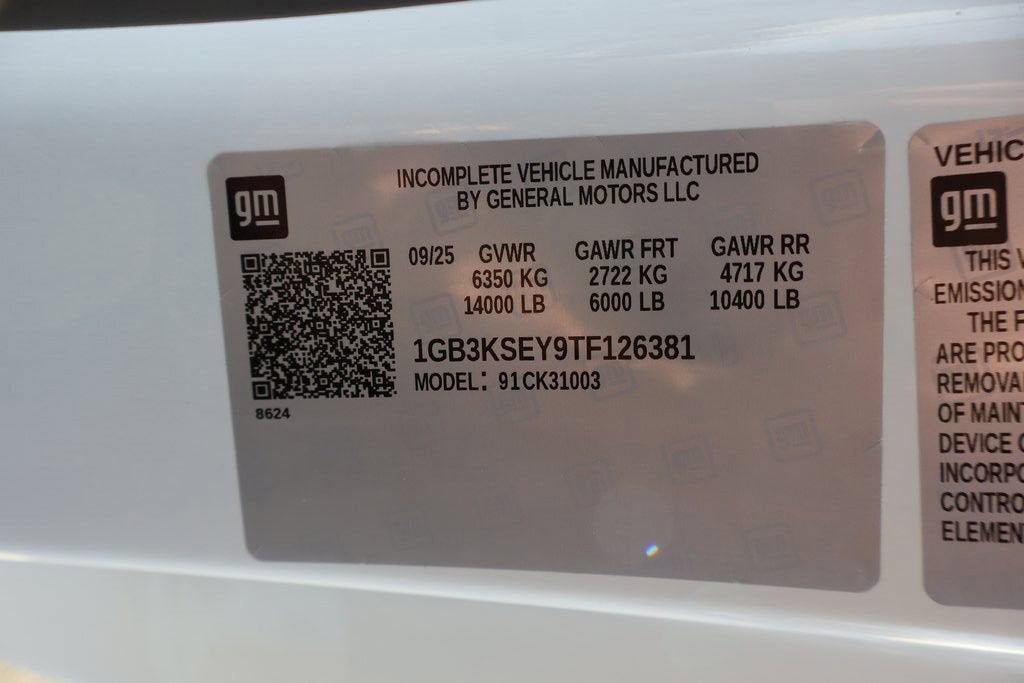 gm
INCOMPLETE VEHICLE MANUFACTURED
BY GENERAL MOTORS LLC
09/25 GVWR GAWR FRT GAWR RR
6350 KG 2722 KG 4717 KG
14000 LB 6000 LB 10400 LB
1GB3KSEY9TF126381
MODEL: 91CK31003
8624
VEHIC
gm
THIS V
EMISSION
THE F
ARE PRO
REMOVA
OF MAINT
DEVICE O
INCORPO
CONTRO
ELEMEN